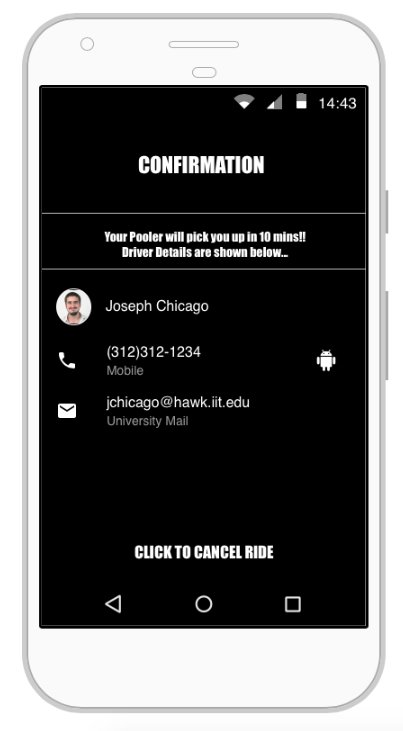 14:43
CONFIRMATION
Your Pooler will pick you up in 10 mins!!
Driver Details are shown below...
Joseph Chicago
(312)312-1234
Mobile
jchicago@hawk.iit.edu
University Mail
CLICK TO CANCEL RIDE